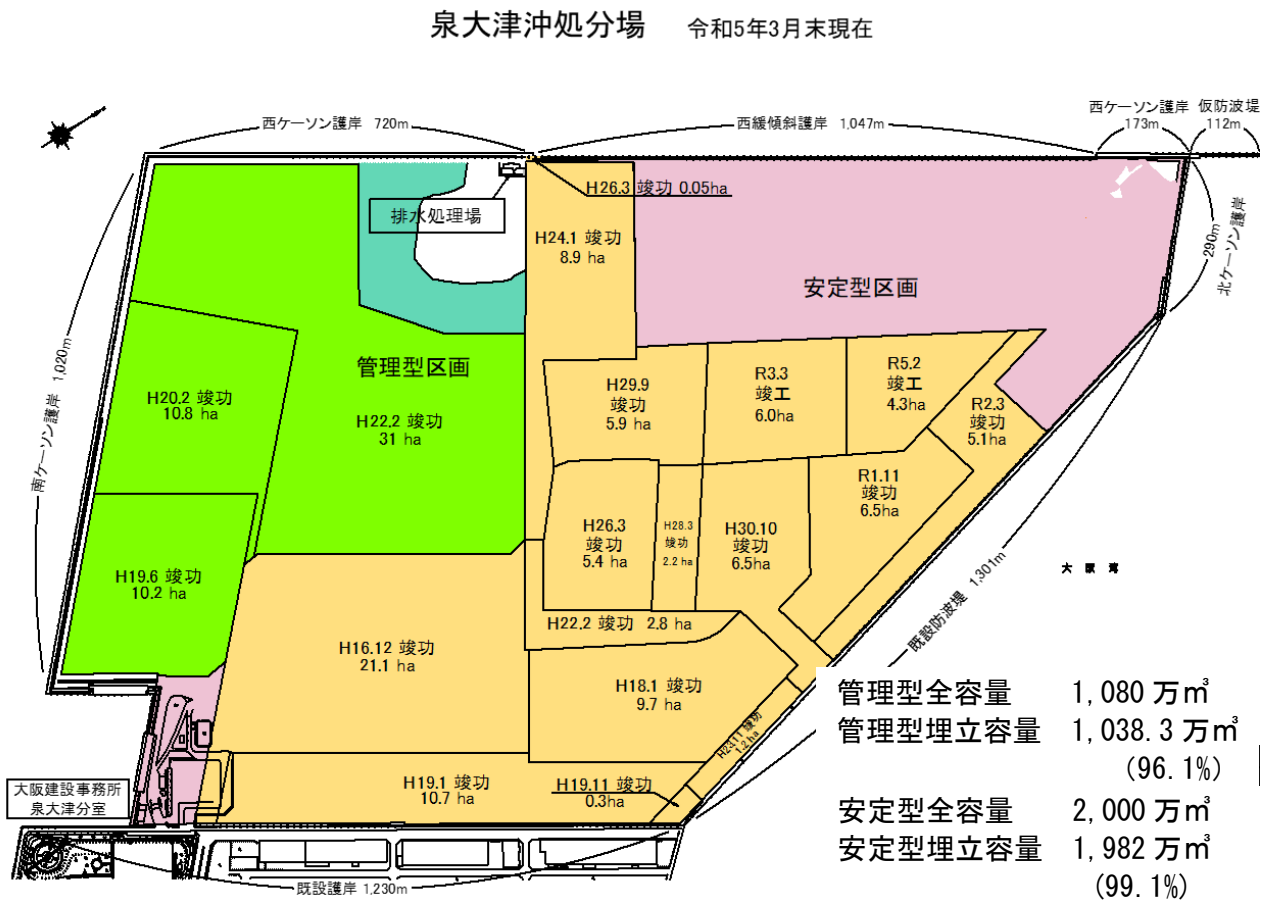 泉大津沖処分場 令和5年3月末現在
西ケーソン護岸 720m
西緩傾斜護岸 1,047m
西ケーソン護岸
173m
仮防波堤
112m
H26.3 竣功 0.05ha
排水処理場
H24.1 竣功
8.9 ha
安定型区画
290m
北ケーソン護岸
南ケーソン護岸 1,020m
管理型区画
H20.2 竣功
10.8 ha
H22.2 竣功
31 ha
H29.9
竣功
5.9 ha
R3.3
竣工
6.0ha
R5.2
竣工
4.3ha
R2.3
竣功
5.1ha
R1.11
竣功
6.5ha
H26.3
竣功
5.4 ha
H28.3
竣功
2.2 ha
H30.10
竣功
6.5ha
大阪湾
H19.6 竣功
10.2 ha
H22.2 竣功 2.8 ha
既設防波堤 1,301m
H16.12 竣功
21.1 ha
H18.1 竣功
9.7 ha
H23.11 竣功
1.2ha
H19.1 竣功
10.7 ha
H19.11 竣功
0.3ha
大阪建設事務所
泉大津分室
既設護岸 1,230m
管理型全容量 1,080 万㎥
管理型埋立容量 1,038.3 万㎥
(96.1%)
安定型全容量 2,000 万㎥
安定型埋立容量 1,982 万㎥
(99.1%)